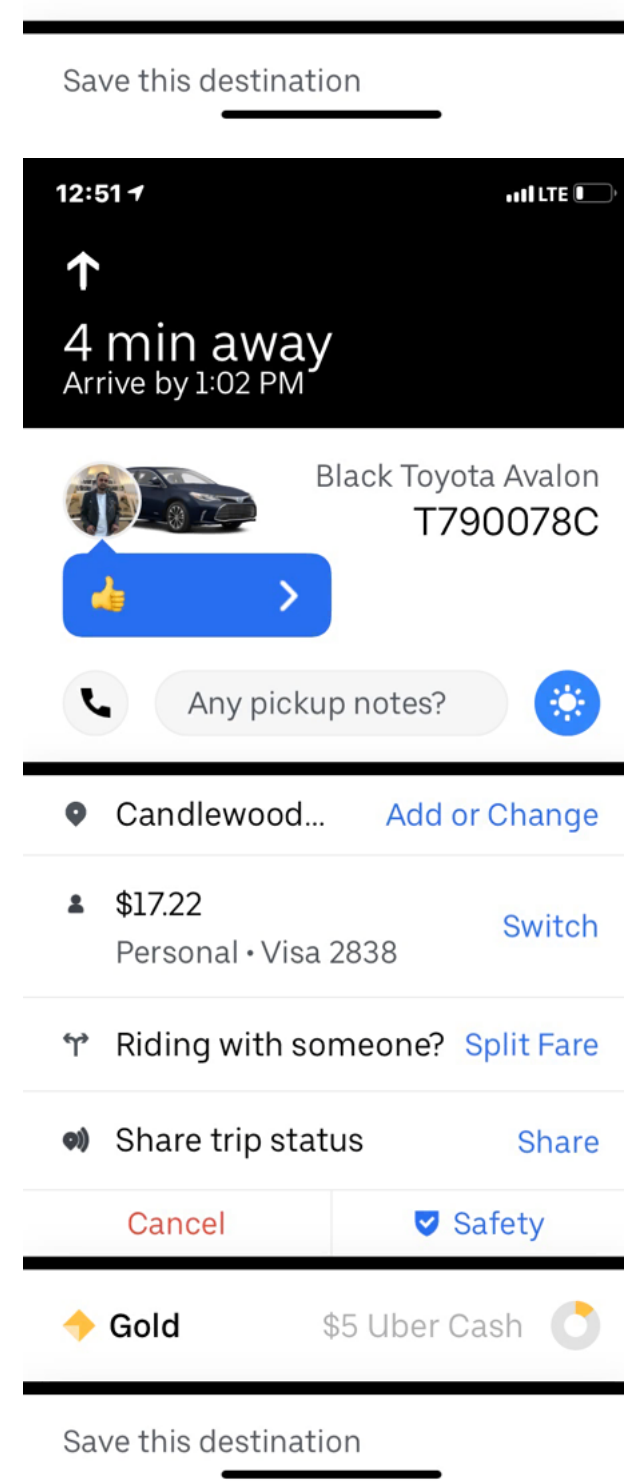 Save this destination
12:51
LTE
4 min away
Arrive by 1:02 PM
Black Toyota Avalon
T790078C
Any pickup notes?
Candlewood... Add or Change
$17.22
Personal • Visa 2838
Switch
Riding with someone? Split Fare
Share trip status Share
Cancel Safety
Gold $5 Uber Cash
Save this destination